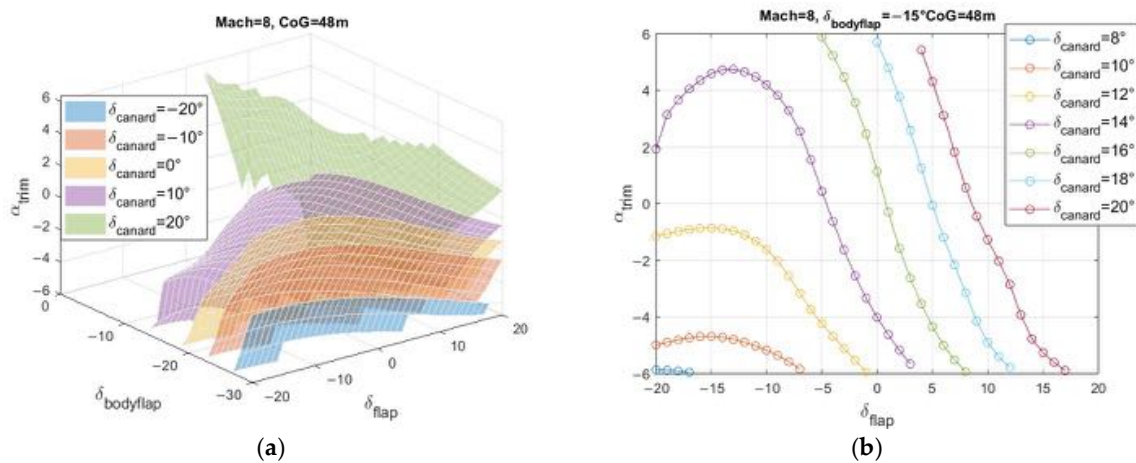 Mach=8, CoG=48m
6
4
2
0
−2
−4
−6
α trim
δcanard=−20°
δcanard=−10°
δcanard=0°
δcanard=10°
δcanard=20°
0
−10
−20
−30
δbodyflap
−20
−10
0
10
20
δflap
(a)
Mach=8, δbodyflap=−15°CoG=48m
6
4
2
0
−2
−4
−6
αtrim
δcanard=8°
δcanard=10°
δcanard=12°
δcanard=14°
δcanard=16°
δcanard=18°
δcanard=20°
−20
−15
−10
−5
0
5
10
15
20
δflap
(b)